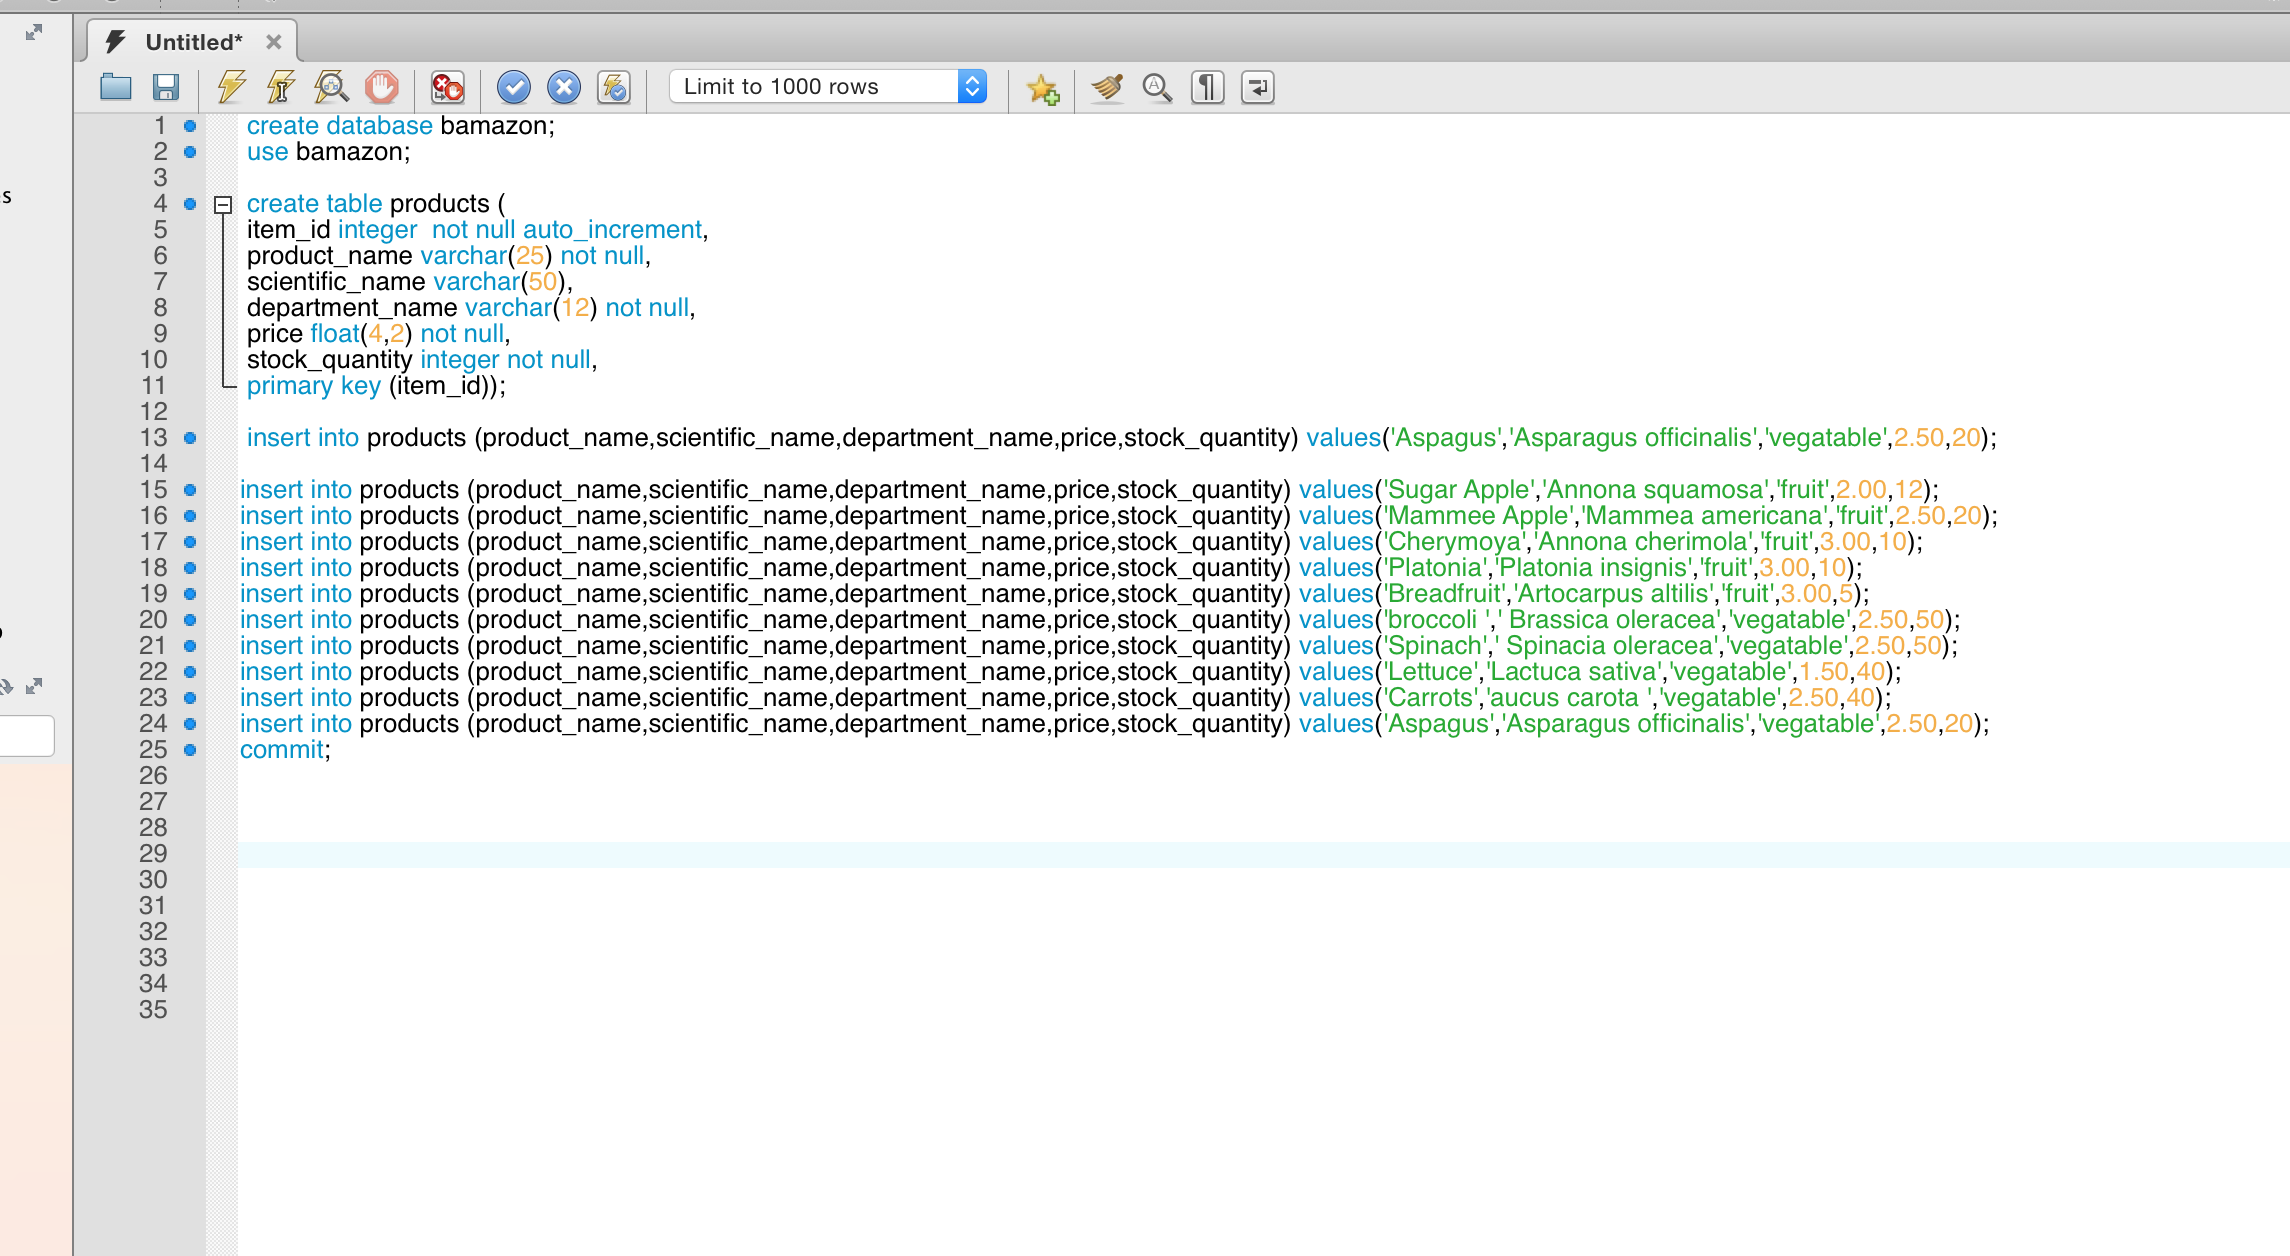 Untitled*
Limit to 1000 rows
s
1 create database bamazon;
2 use bamazon;
3
4 create table products (
5 item_id integer  not null auto_increment,
6 product_name varchar(25) not null,
7 scientific_name varchar(50),
8 department_name varchar(12) not null,
9 price float(4,2) not null,
10 stock_quantity integer not null,
11 primary key (item_id));
12
13 insert into products (product_name,scientific_name,department_name,price,stock_quantity) values('Aspagus','Asparagus officinalis','vegatable',2.50,20);
14
15 insert into products (product_name,scientific_name,department_name,price,stock_quantity) values('Sugar Apple','Annona squamosa','fruit',2.00,12);
16 insert into products (product_name,scientific_name,department_name,price,stock_quantity) values('Mammee Apple','Mammea americana','fruit',2.50,20);
17 insert into products (product_name,scientific_name,department_name,price,stock_quantity) values('Cherymoya','Annona cherimola','fruit',3.00,10);
18 insert into products (product_name,scientific_name,department_name,price,stock_quantity) values('Platonia','Platonia insignis','fruit',3.00,10);
19 insert into products (product_name,scientific_name,department_name,price,stock_quantity) values('Breadfruit','Artocarpus altilis','fruit',3.00,5);
20 insert into products (product_name,scientific_name,department_name,price,stock_quantity) values('broccoli ',' Brassica oleracea','vegatable',2.50,50);
21 insert into products (product_name,scientific_name,department_name,price,stock_quantity) values('Spinach',' Spinacia oleracea','vegatable',2.50,50);
22 insert into products (product_name,scientific_name,department_name,price,stock_quantity) values('Lettuce','Lactuca sativa','vegatable',1.50,40);
23 insert into products (product_name,scientific_name,department_name,price,stock_quantity) values('Carrots','aucus carota ','vegatable',2.50,40);
24 insert into products (product_name,scientific_name,department_name,price,stock_quantity) values('Aspagus','Asparagus officinalis','vegatable',2.50,20);
25 commit;
26
27
28
29
30
31
32
33
34
35